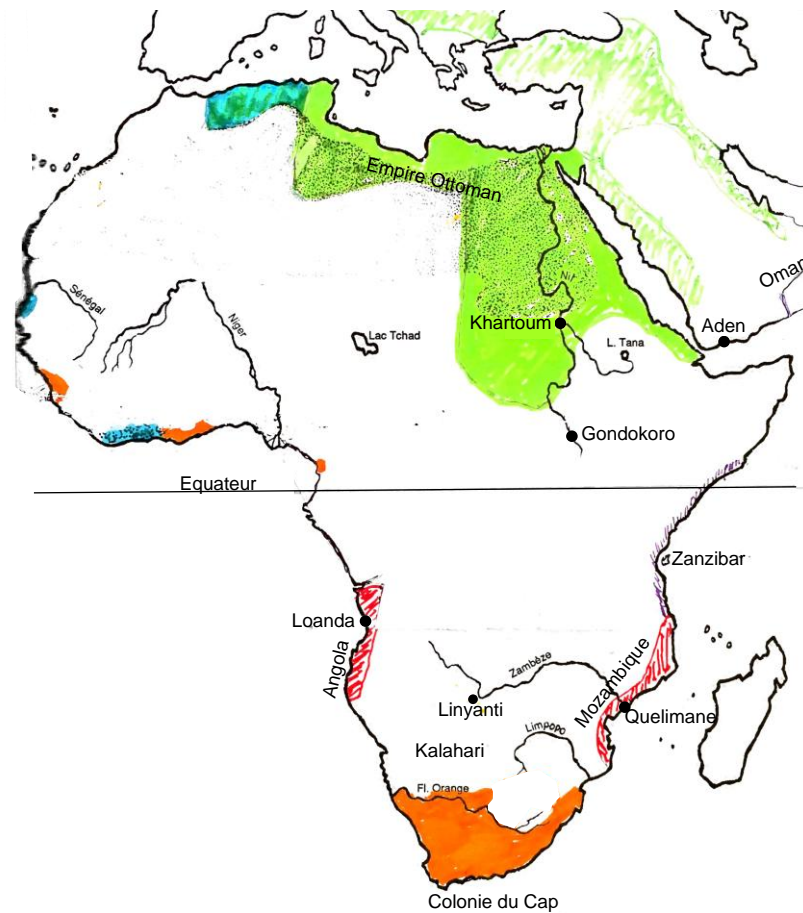 Empire Ottoman
Oman
Nil
Sénégal
Niger
Khartoum
Aden
Lac Tchad
L. Tana
Gondokoro
Equateur
Zanzibar
Loanda
Angola
Zambèze
Mozambique
Linyanti
Quelimane
Limpopo
Kalahari
Fl. Orange
Colonie du Cap